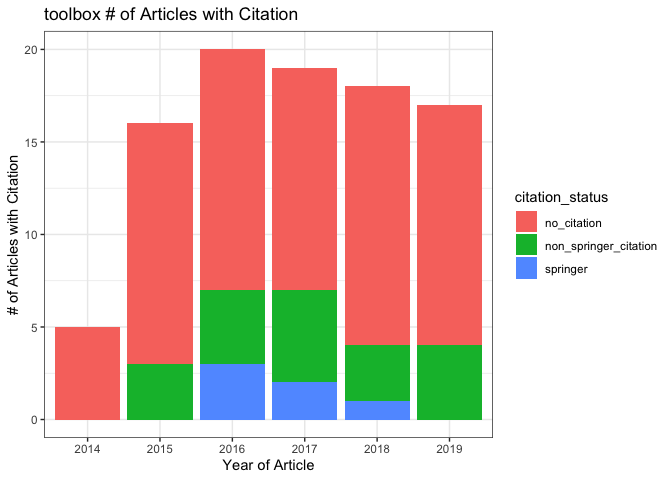 toolbox # of Articles with Citation
# of Articles with Citation
20
15
10
5
0
2014 2015 2016 2017 2018 2019
Year of Article
citation_status
no_citation
non_springer_citation
springer